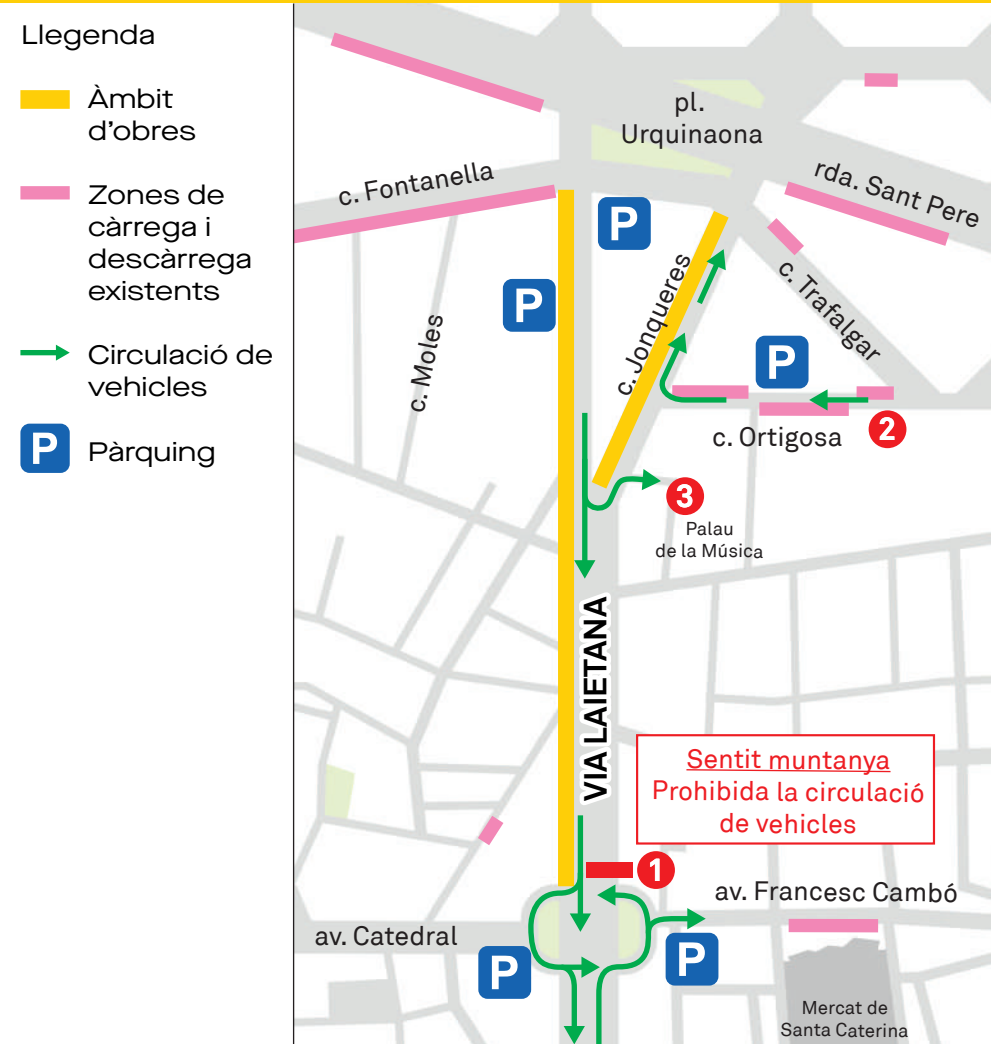 Llegenda
Àmbit
d'obres
Zones de
càrrega i
descàrrega
existents
Circulació de
vehicles
P
Pàrquing
pl.
Urquinaona
c. Fontanella
rda. Sant Pere
P
P
c. Jonqueres
c. Trafalgar
c. Moles
P
c. Ortigosa
2
3
Palau
de la Música
VIA LAIETANA
Sentit muntanya
Prohibida la circulació
de vehicles
1
av. Francesc Cambó
av. Catedral
P
P
Mercat de
Santa Caterina